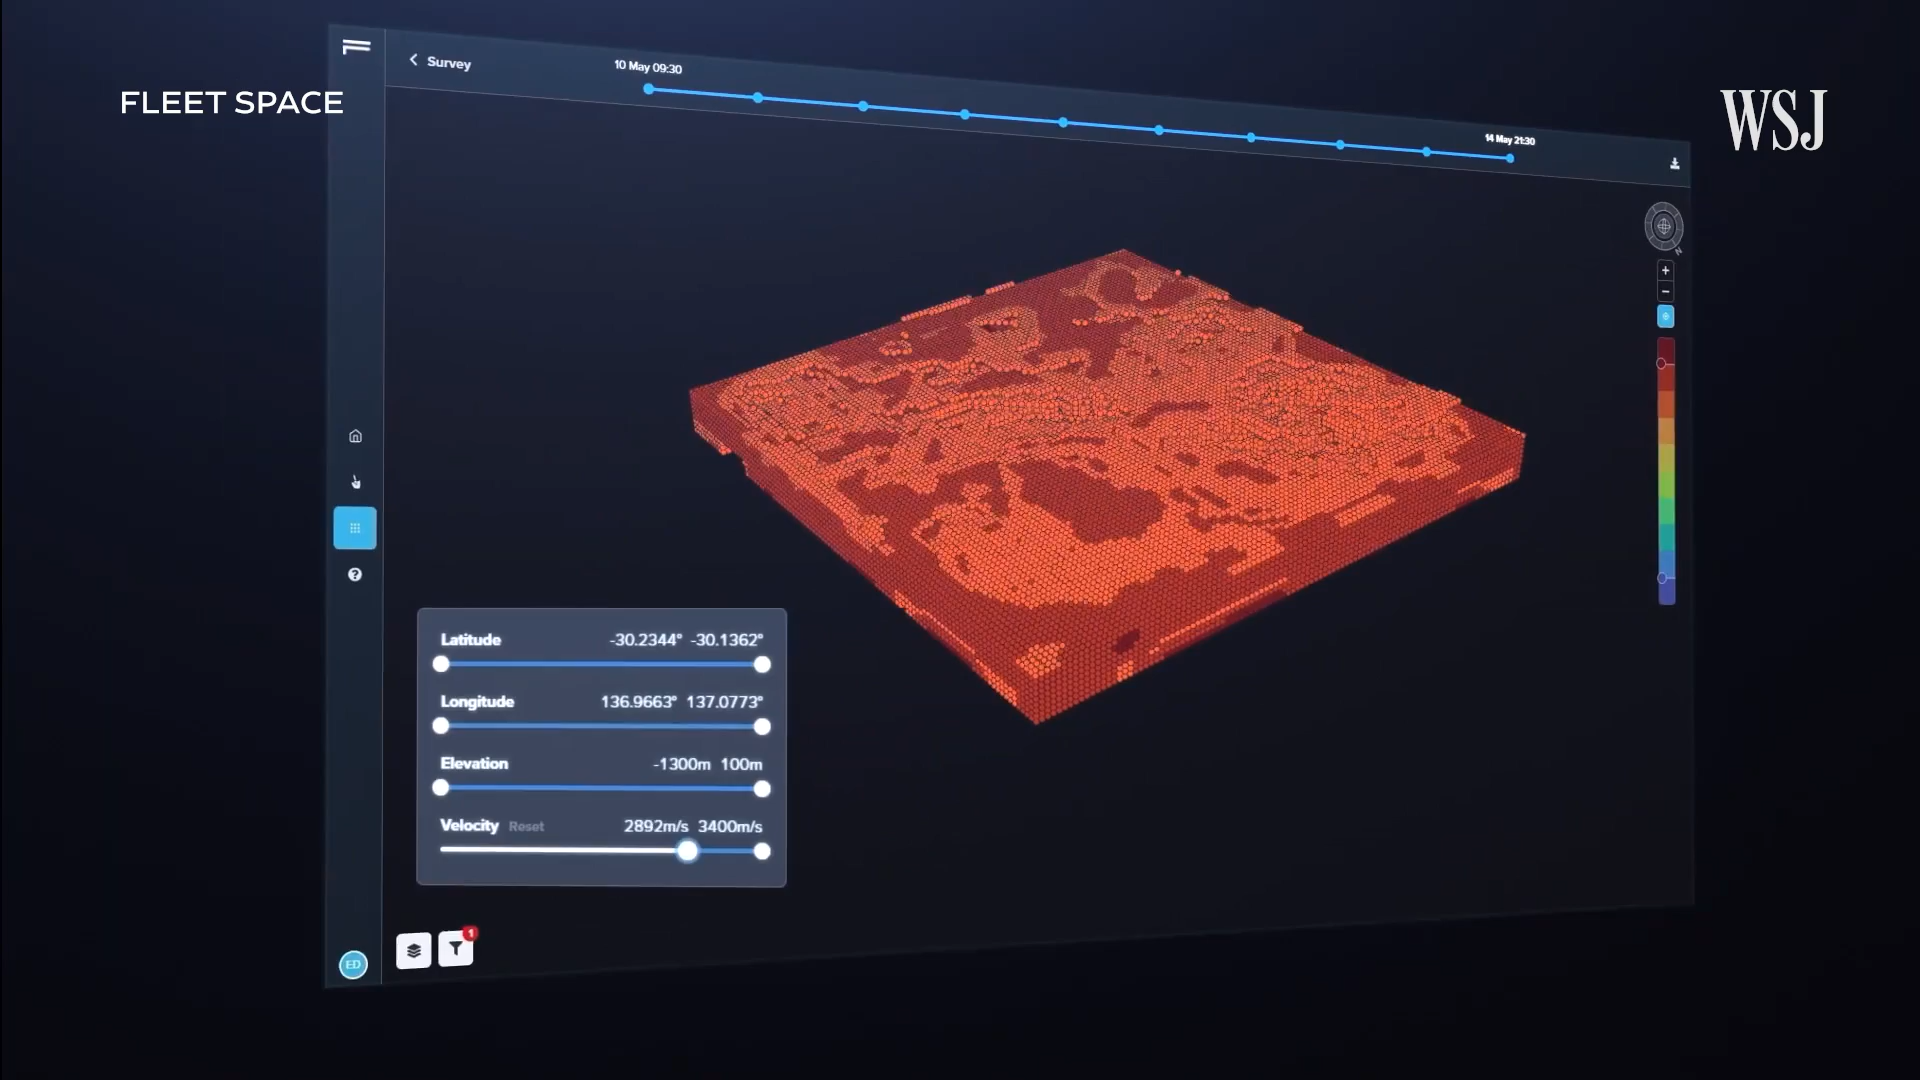 FLEET SPACE
WSJ
Survey
10 May 09:30
14 May 21:30
N
+
−
Latitude -30.2344° -30.1362°
Longitude 136.9663° 137.0773°
Elevation -1300m 100m
Velocity Reset 2892m/s 3400m/s
1
ED